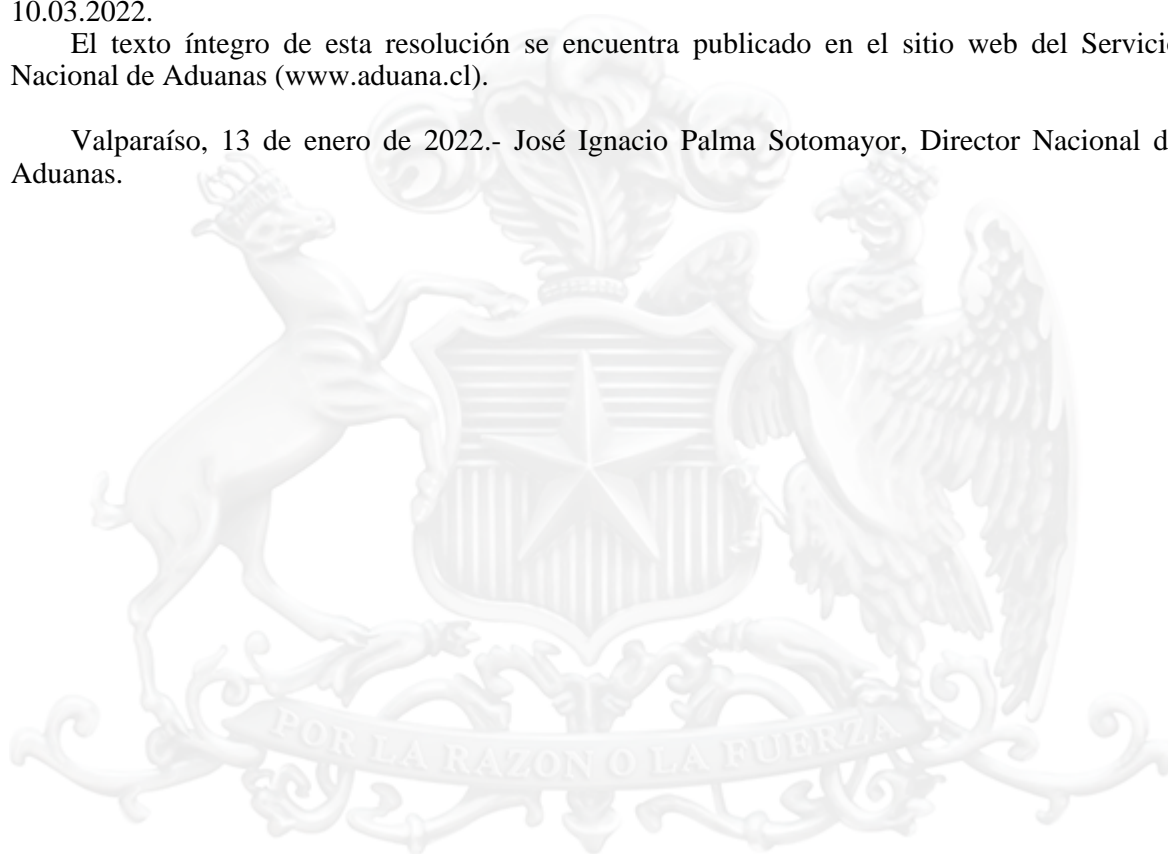 10.03.2022.
El texto íntegro de esta resolución se encuentra publicado en el sitio web del Servicio
Nacional de Aduanas (www.aduana.cl).
Valparaíso, 13 de enero de 2022.- José Ignacio Palma Sotomayor, Director Nacional d
Aduanas.
POR LA RAZON O LA FUERZA